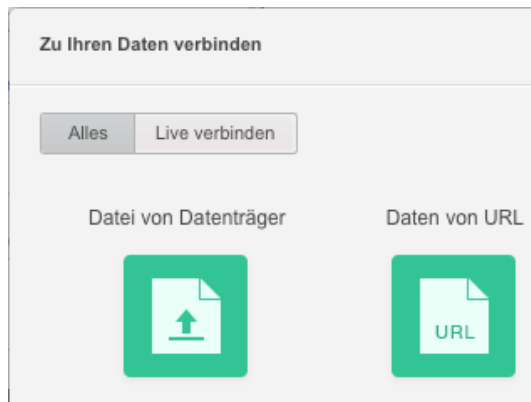 Zu Ihren Daten verbinden
Alles Live verbinden
Datei von Datenträger Daten von URL
URL